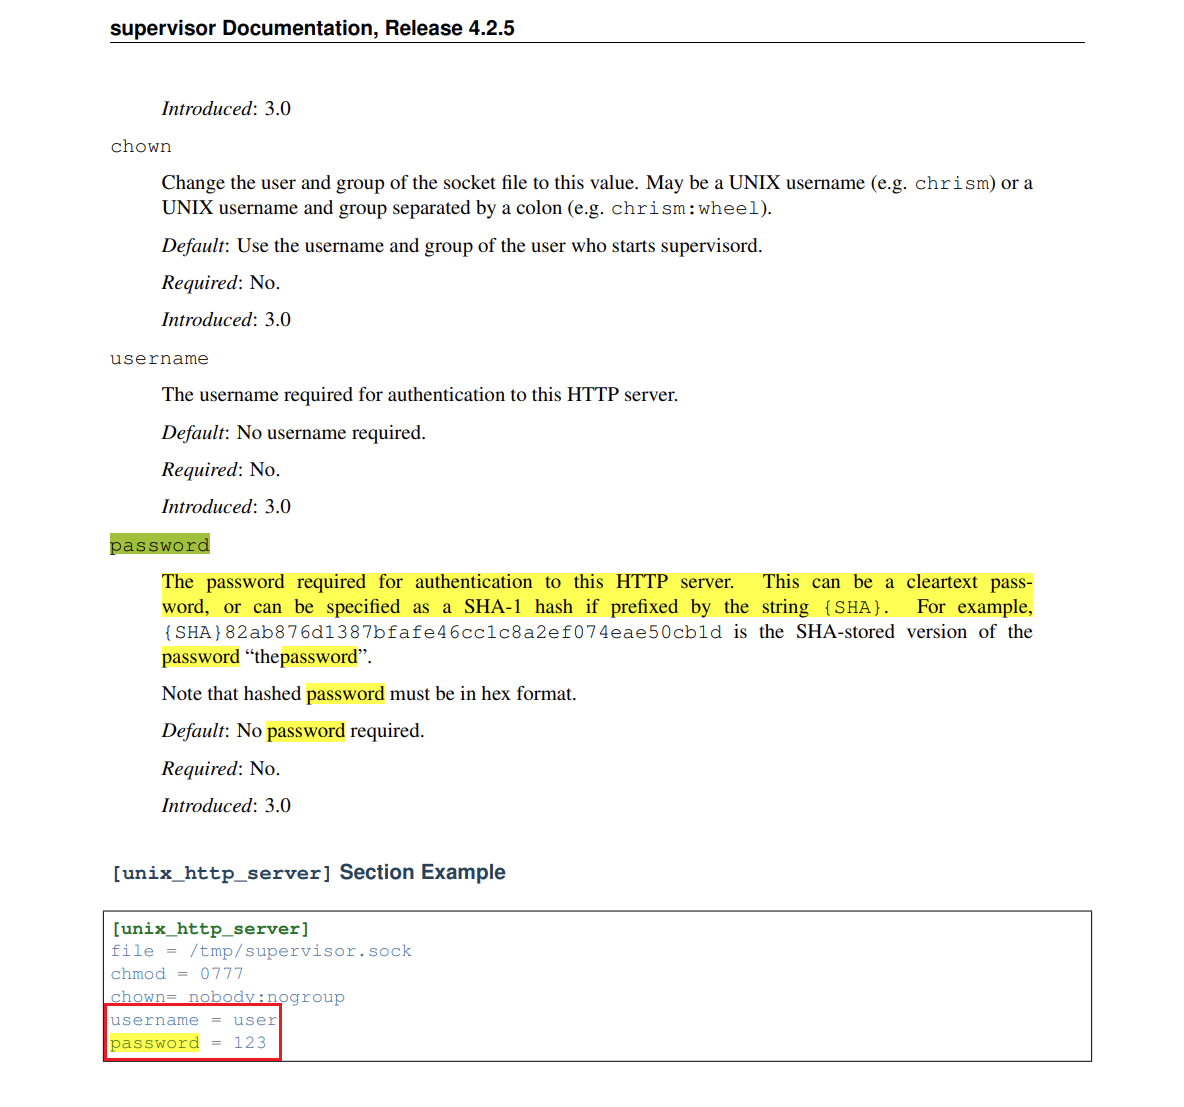 supervisor Documentation, Release 4.2.5
Introduced: 3.0
chown
Change the user and group of the socket file to this value. May be a UNIX username (e.g. chrism) or a
UNIX username and group separated by a colon (e.g. chrism:wheel).
Default: Use the username and group of the user who starts supervisord.
Required: No.
Introduced: 3.0
username
The username required for authentication to this HTTP server.
Default: No username required.
Required: No.
Introduced: 3.0
password
The password required for authentication to this HTTP server. This can be a cleartext pass-
word, or can be specified as a SHA-1 hash if prefixed by the string {SHA}. For example,
{SHA}82ab876d1387bfafe46cc1c8a2ef074eae50cb1d is the SHA-stored version of the
password “thepassword”.
Note that hashed password must be in hex format.
Default: No password required.
Required: No.
Introduced: 3.0
[unix_http_server] Section Example
[unix_http_server]
file = /tmp/supervisor.sock
chmod = 0777
chown= nobody:nogroup
username = user
password = 123